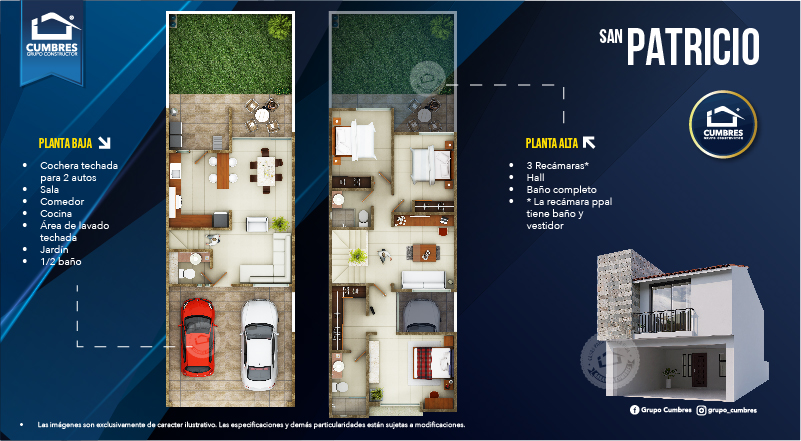 CUMBRES
GRUPO CONSTRUCTOR
SAN PATRICIO
CUMBRES
GRUPO CONSTRUCTOR
PLANTA BAJA
• Cochera techada
para 2 autos
• Sala
• Comedor
• Cocina
• Área de lavado
techada
• Jardín
• 1/2 baño
PLANTA ALTA
• 3 Recámaras*
• Hall
• Baño completo
• * La recámara ppal
tiene baño y
vestidor
Grupo Cumbres grupo_cumbres
• Las imágenes son exclusivamente de caracter ilustrativo. Las especificaciones y demás particularidades están sujetas a modificaciones.